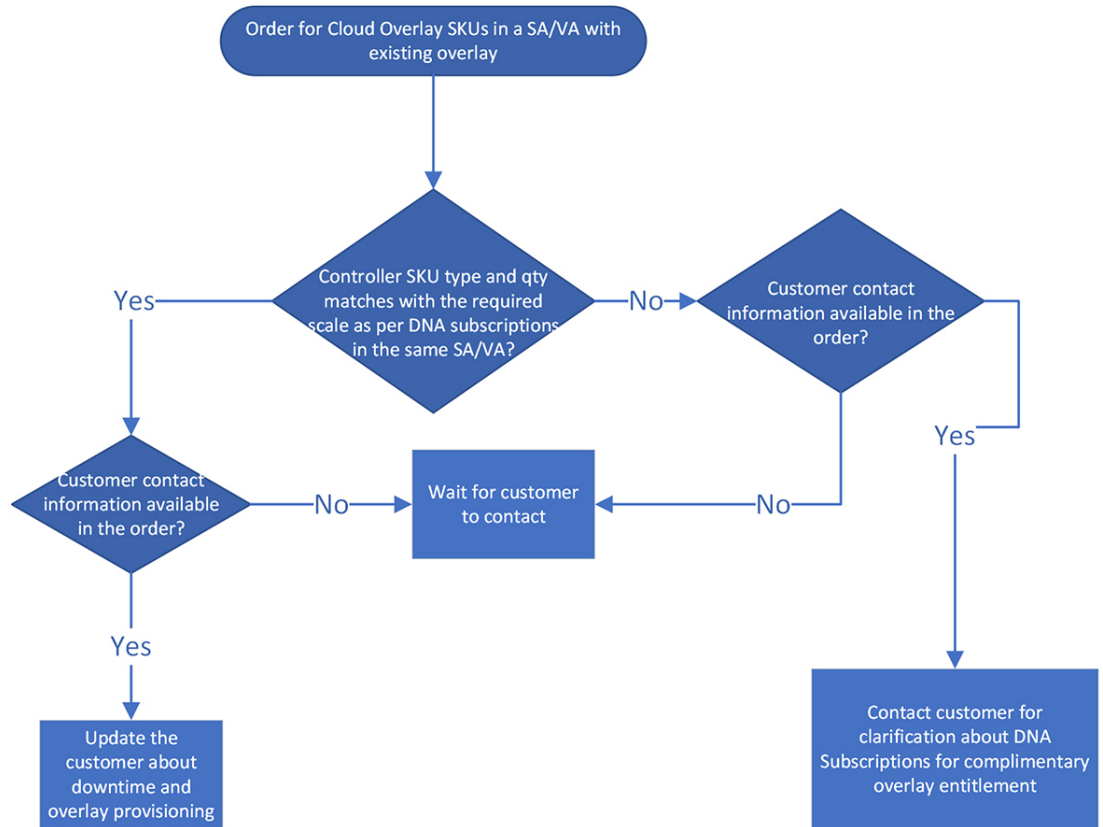 Order for Cloud Overlay SKUs in a SA/VA with
existing overlay
Controller SKU type and qty
matches with the required
scale as per DNA subscriptions
in the same SA/VA?
Yes
No
Customer contact
information available in the
order?
Customer contact
information available
in the order?
No
Wait for customer
to contact
No
Yes
Yes
Update the
customer about
downtime and
overlay provisioning
Contact customer for
clarification about DNA
Subscriptions for complimentary
overlay entitlement